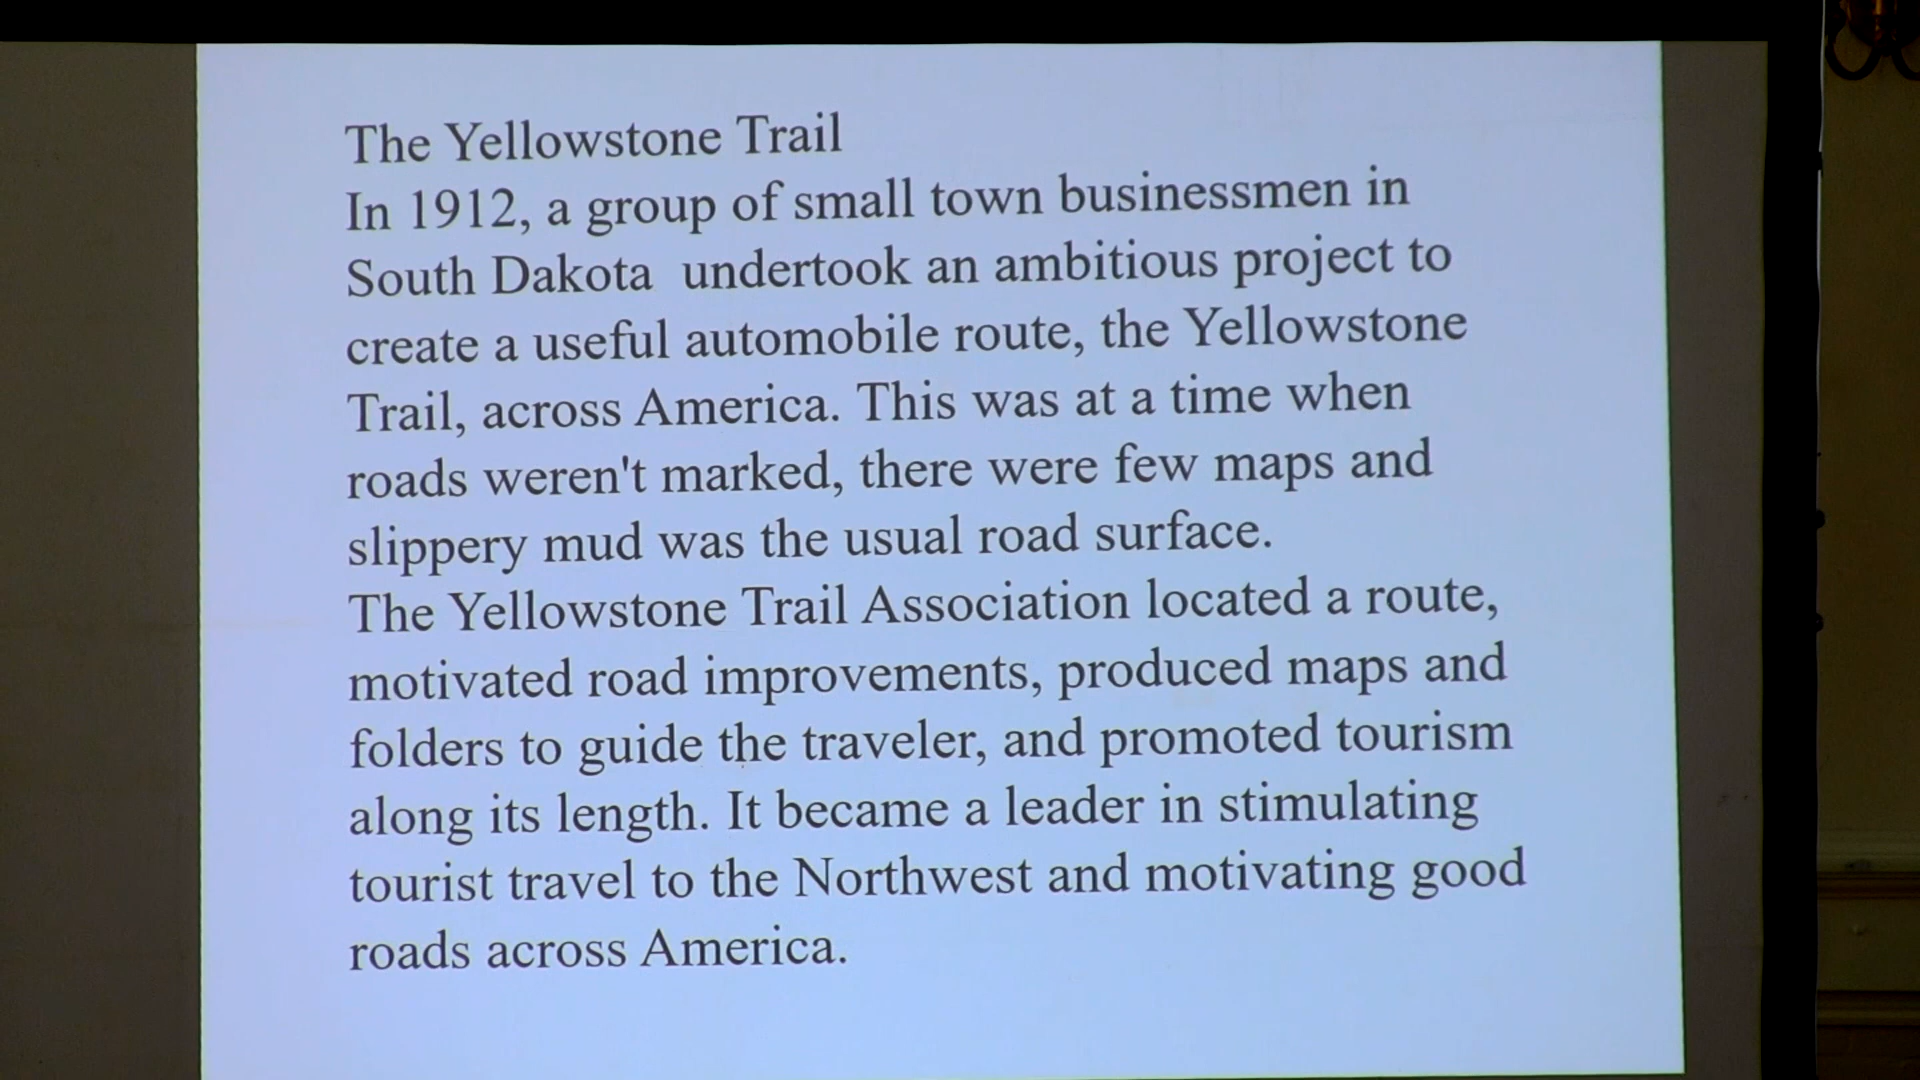 The Yellowstone Trail
In 1912, a group of small town businessmen in
South Dakota  undertook an ambitious project to
create a useful automobile route, the Yellowstone
Trail, across America. This was at a time when
roads weren't marked, there were few maps and
slippery mud was the usual road surface.
The Yellowstone Trail Association located a route,
motivated road improvements, produced maps and
folders to guide the traveler, and promoted tourism
along its length. It became a leader in stimulating
tourist travel to the Northwest and motivating good
roads across America.